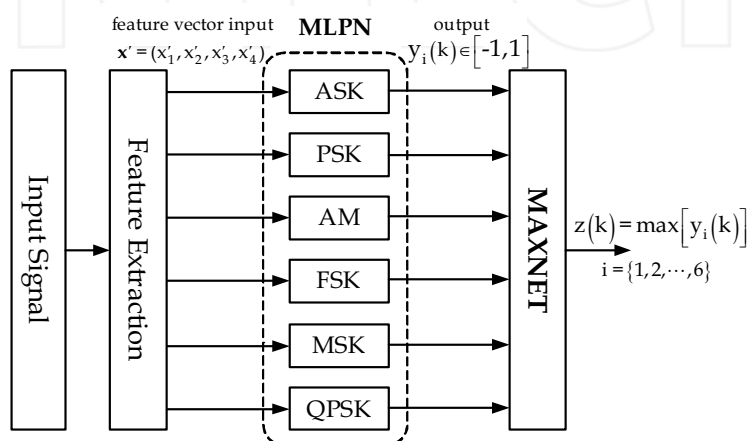 feature vector input
x′ = (x′₁, x′₂, x′₃, x′₄)
MLPN
output
yᵢ(k)∈[-1,1]
Input Signal
Feature Extraction
ASK
PSK
AM
FSK
MSK
QPSK
MAXNET
z(k) = max[yᵢ(k)]
i = {1, 2, ⋯, 6}